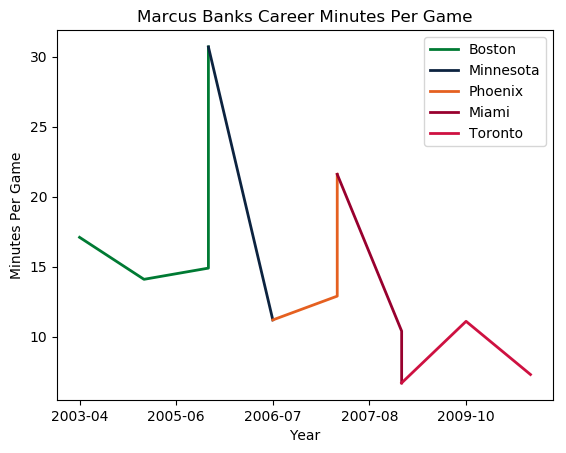 Marcus Banks Career Minutes Per Game
Boston
Minnesota
Phoenix
Miami
Toronto
Minutes Per Game
30
25
20
15
10
2003-04
2005-06
2006-07
2007-08
2009-10
Year